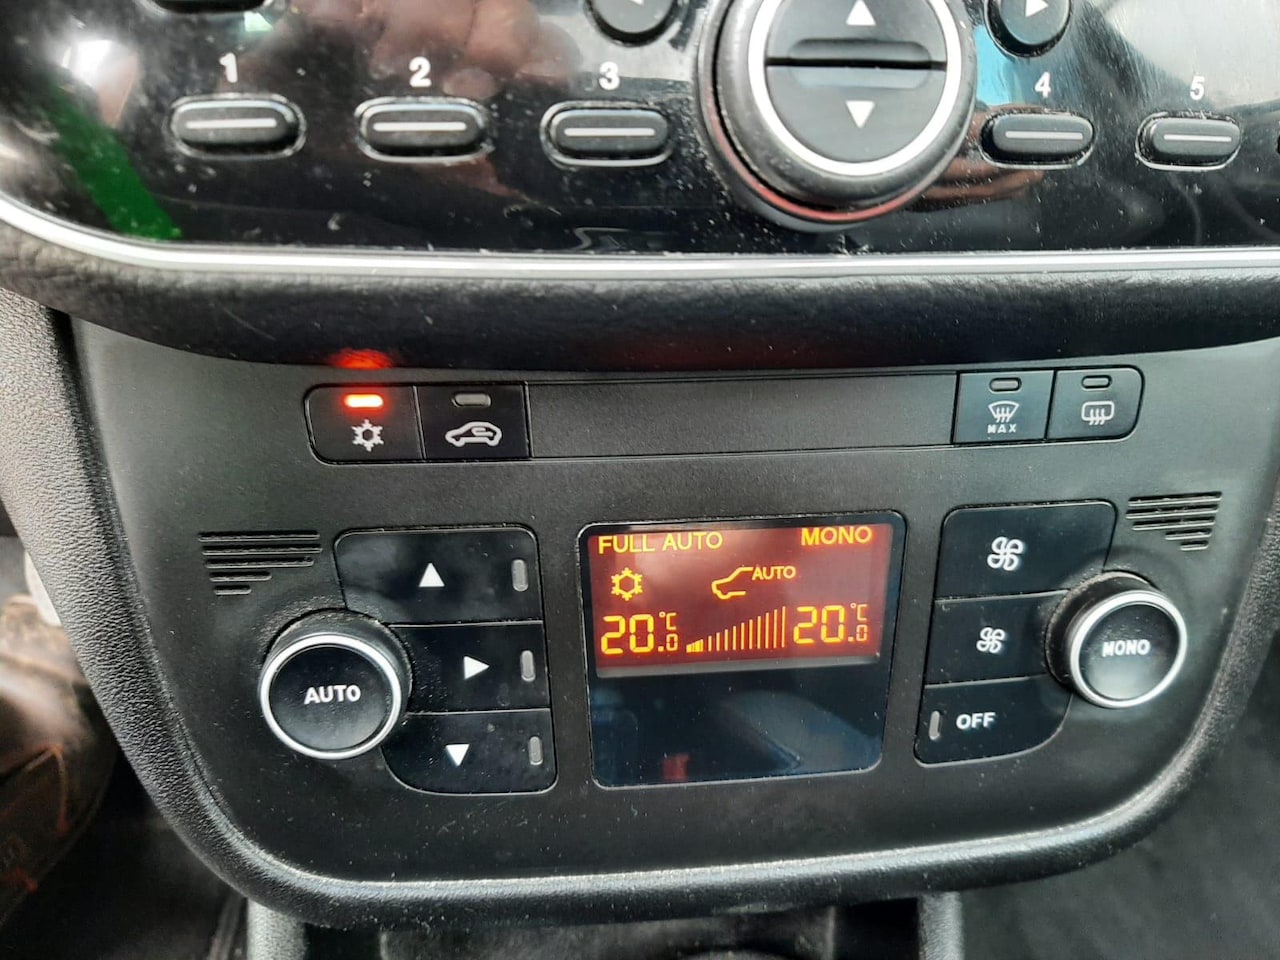 1 2 3 4 5
MAX
FULL AUTO MONO
AUTO
20.0°C 20.0°C
AUTO
MONO
OFF